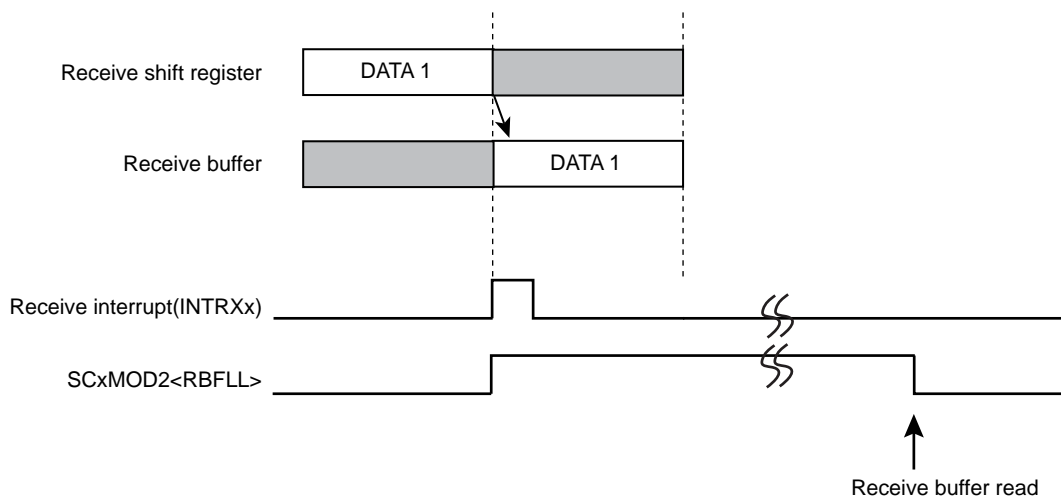 Receive shift register
DATA 1
Receive buffer
DATA 1
Receive interrupt(INTRXx)
SCxMOD2<RBFLL>
Receive buffer read